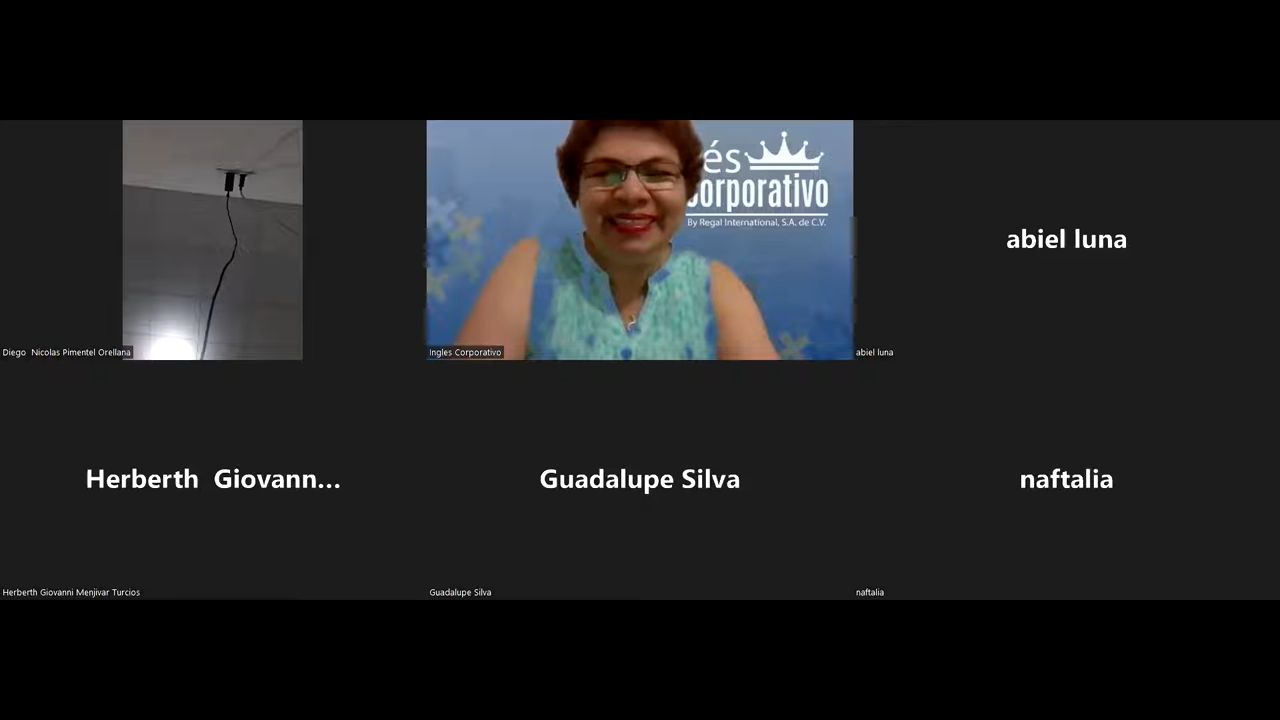 és
corporativo
By Regal International, S.A. de C.V.
abiel luna
Diego Nicolas Pimentel Orellana
Ingles Corporativo
abiel luna
Herberth Giovann...
Guadalupe Silva
naftalia
Herberth Giovanni Menjivar Turcios
Guadalupe Silva
naftalia